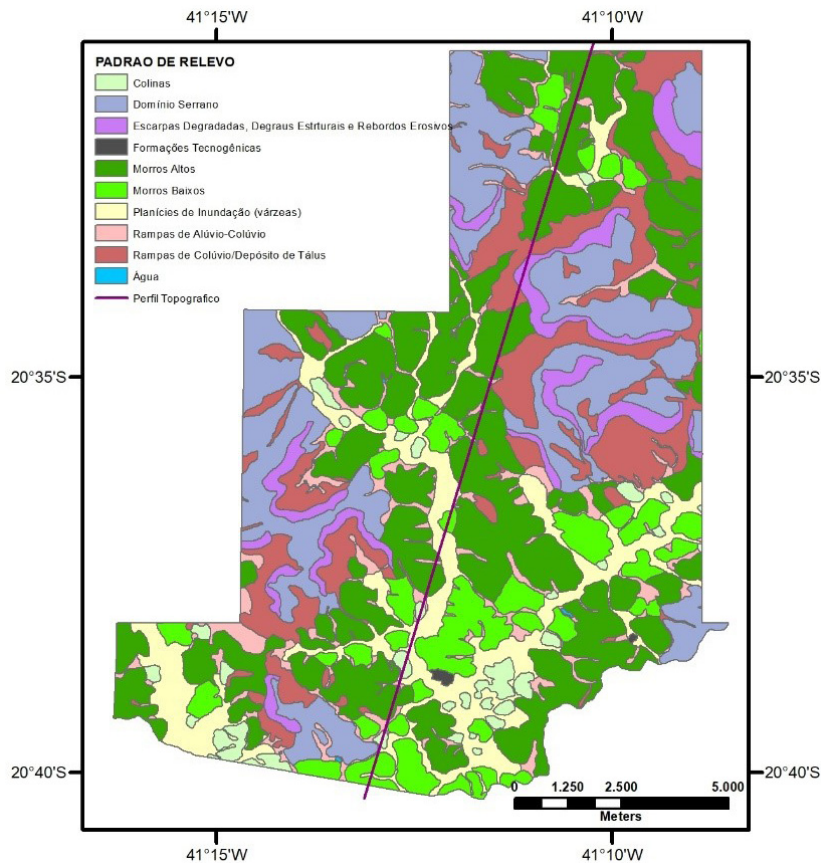 41°15'W 41°10'W
PADRAO DE RELEVO
Colinas
Domínio Serrano
Escarpas Degradadas, Degraus Estrturais e Rebordos Erosivos
Formações Tecnogênicas
Morros Altos
Morros Baixos
Planícies de Inundação (várzeas)
Rampas de Alúvio-Colúvio
Rampas de Colúvio/Depósito de Tálus
Água
Perfil Topografico
20°35'S 20°35'S
20°40'S 20°40'S
0 1.250 2.500 5.000
Meters
41°15'W 41°10'W